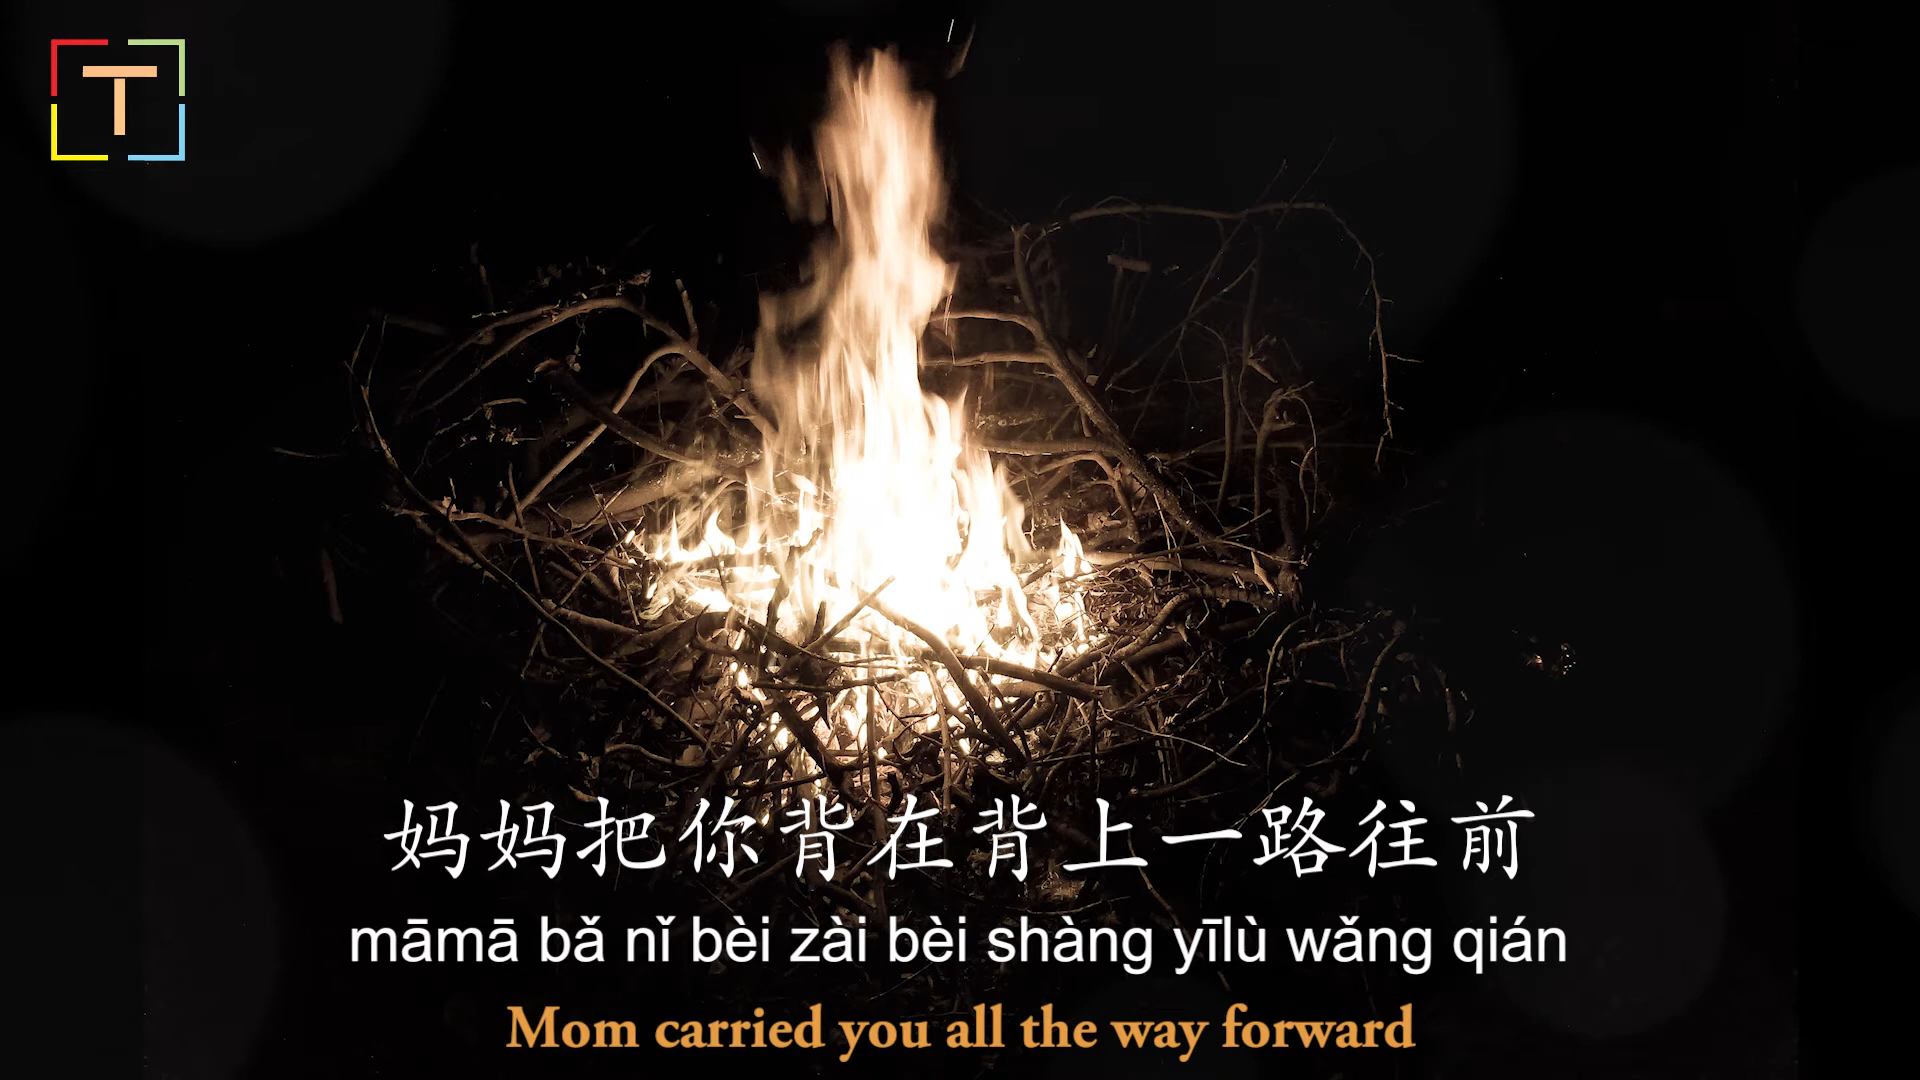 T
妈妈把你背在背上一路往前
māmā bǎ nǐ bèi zài bèi shàng yīlù wǎng qián
Mom carried you all the way forward